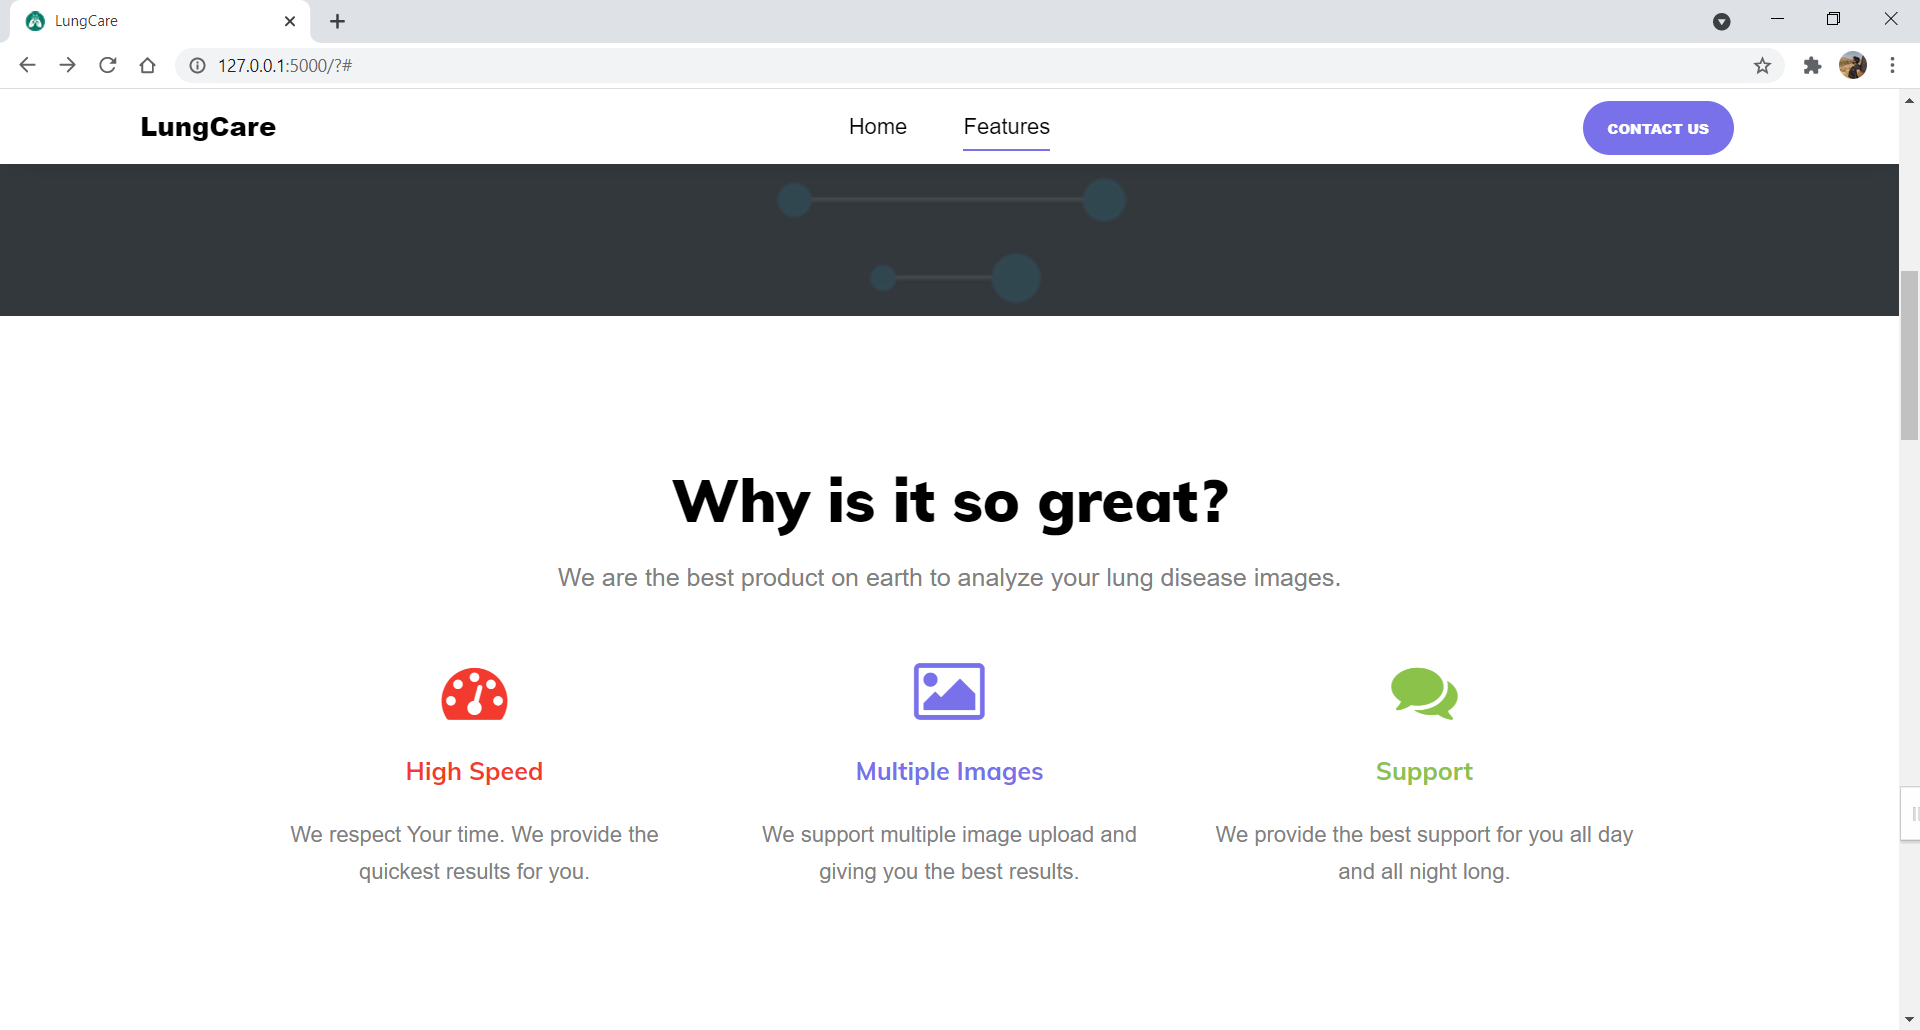 LungCare
127.0.0.1:5000/?#
LungCare
Home
Features
CONTACT US
Why is it so great?
We are the best product on earth to analyze your lung disease images.
High Speed
We respect Your time. We provide the
quickest results for you.
Multiple Images
We support multiple image upload and
giving you the best results.
Support
We provide the best support for you all day
and all night long.